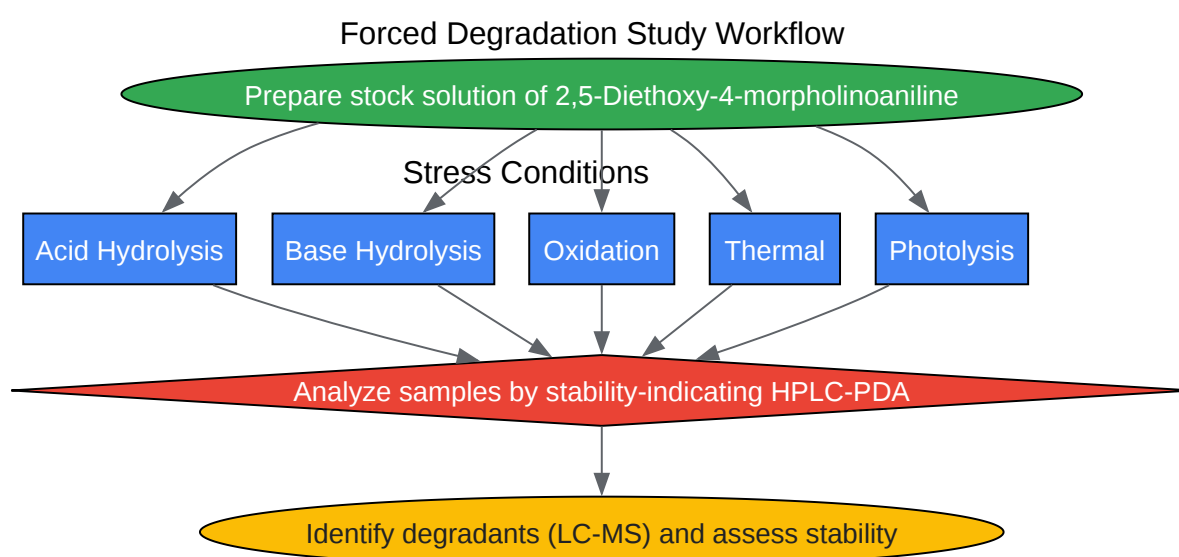 Forced Degradation Study Workflow
Prepare stock solution of 2,5-Diethoxy-4-morpholinoaniline
Stress Conditions
Acid Hydrolysis
Base Hydrolysis
Oxidation
Thermal
Photolysis
Analyze samples by stability-indicating HPLC-PDA
Identify degradants (LC-MS) and assess stability